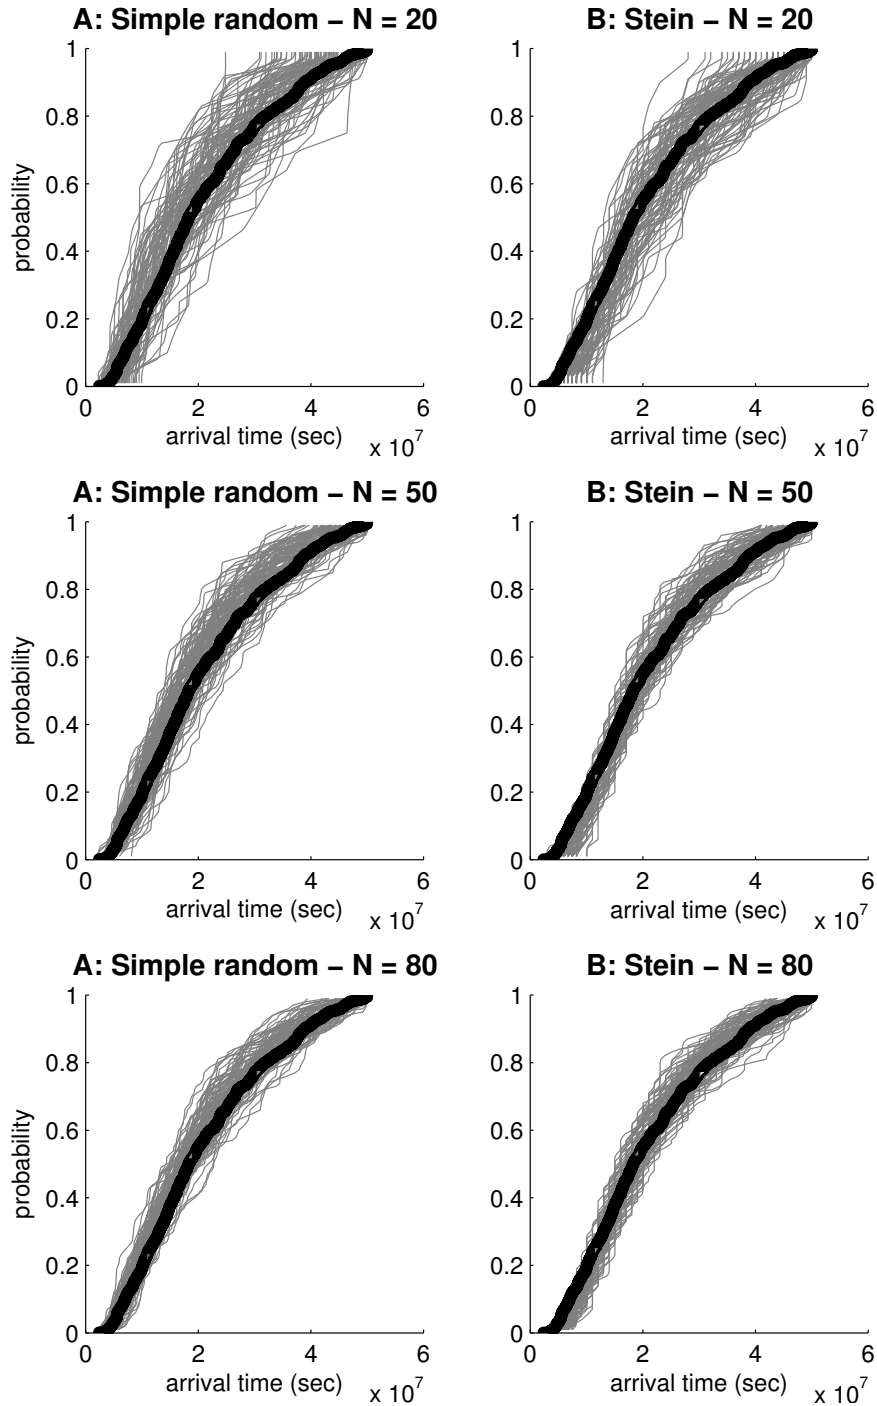 A: Simple random – N = 20
1
0.8
0.6
0.4
0.2
0
probability
0 2 4 6
arrival time (sec)
x 10^7
B: Stein – N = 20
1
0.8
0.6
0.4
0.2
0
0 2 4 6
arrival time (sec)
x 10^7
A: Simple random – N = 50
1
0.8
0.6
0.4
0.2
0
probability
0 2 4 6
arrival time (sec)
x 10^7
B: Stein – N = 50
1
0.8
0.6
0.4
0.2
0
0 2 4 6
arrival time (sec)
x 10^7
A: Simple random – N = 80
1
0.8
0.6
0.4
0.2
0
probability
0 2 4 6
arrival time (sec)
x 10^7
B: Stein – N = 80
1
0.8
0.6
0.4
0.2
0
0 2 4 6
arrival time (sec)
x 10^7